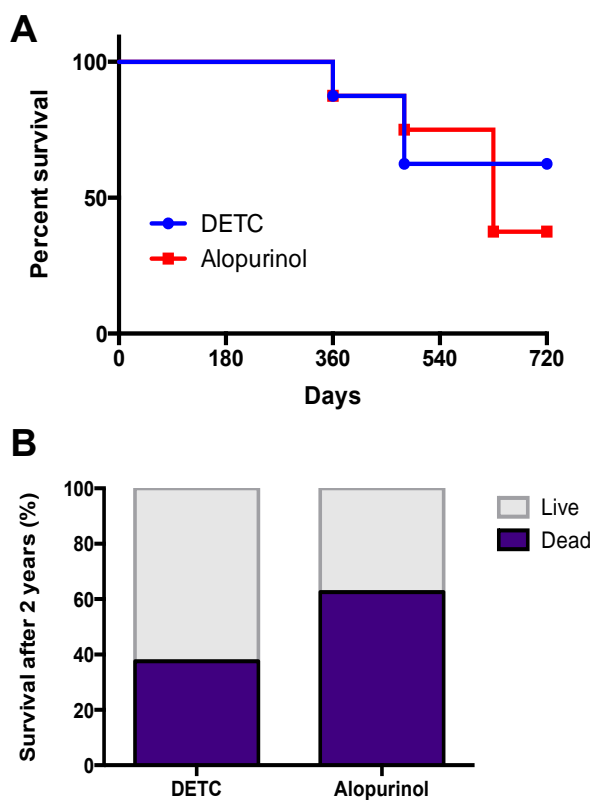 A
Percent survival
100
50
0
DETC
Alopurinol
0 180 360 540 720
Days
B
Survival after 2 years (%)
100
80
60
40
20
0
Live
Dead
DETC Alopurinol